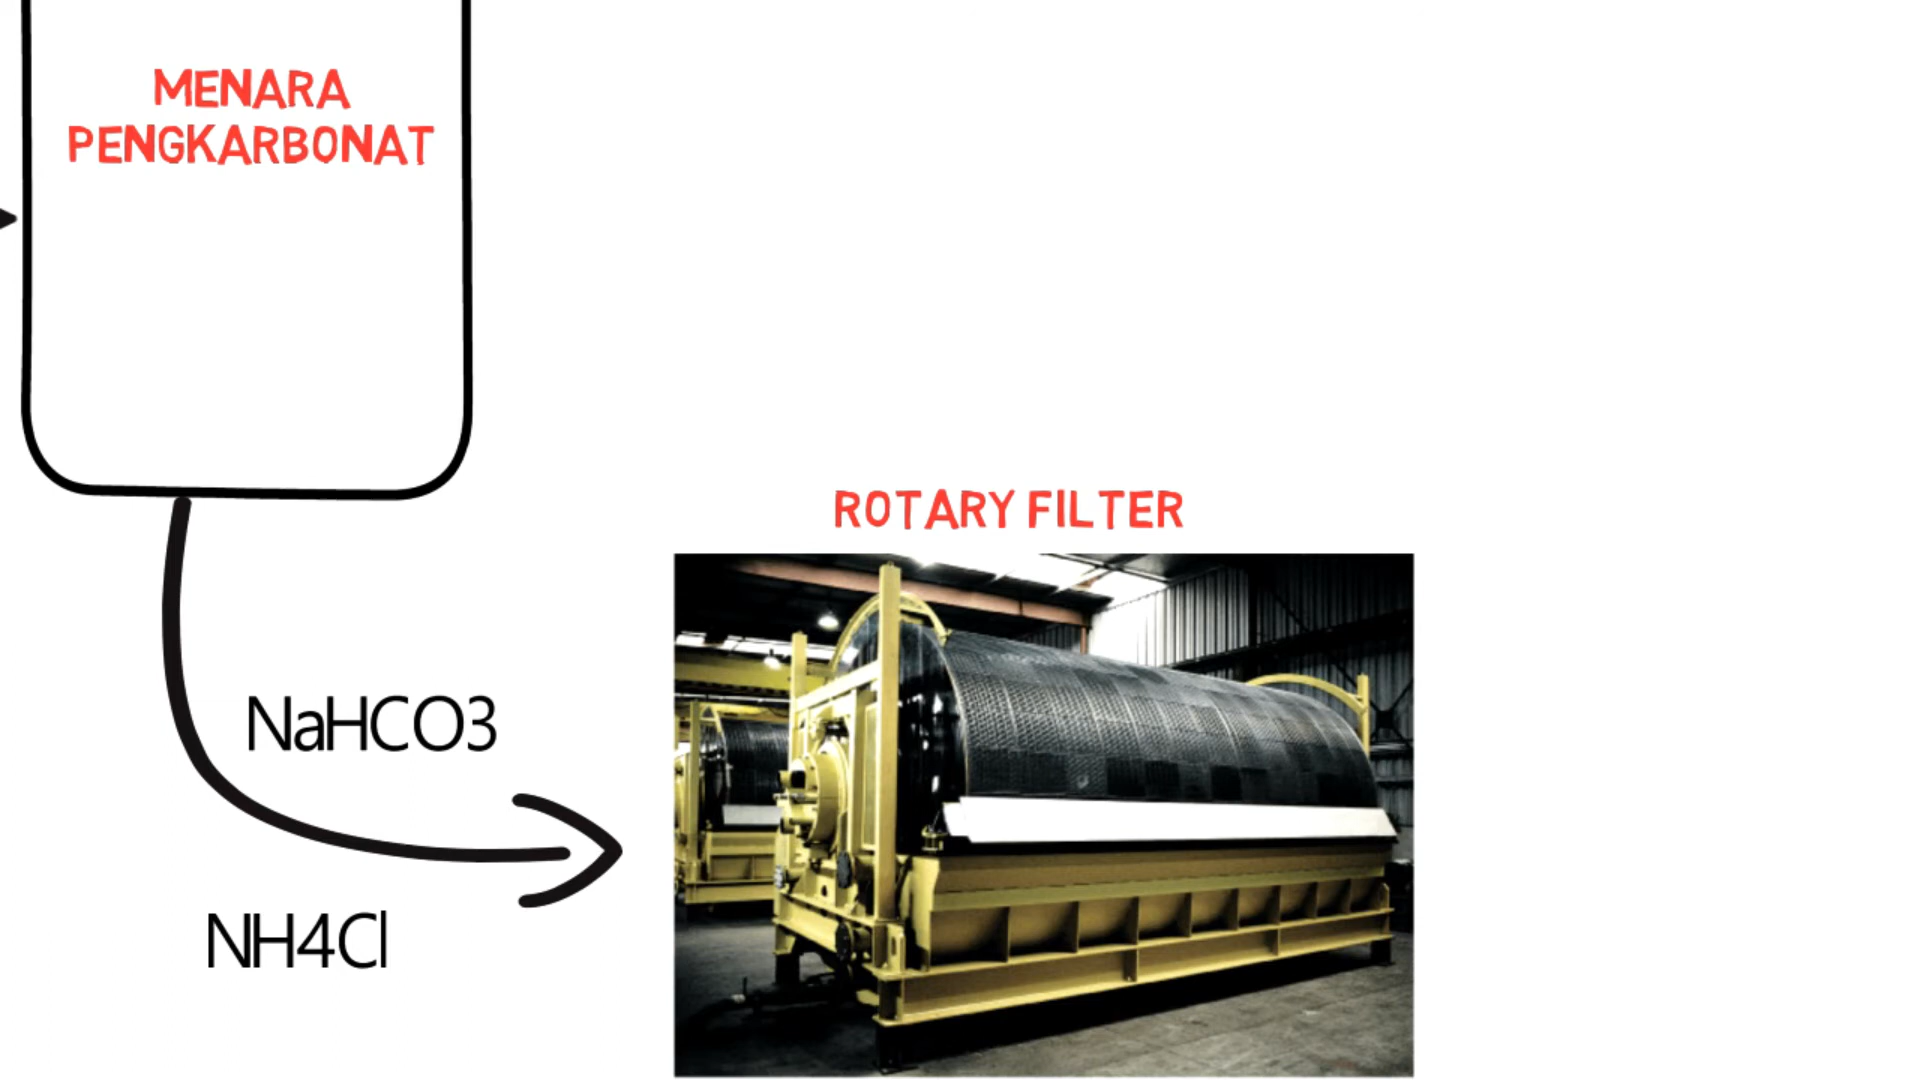 MENARA
PENGKARBONAT
ROTARY FILTER
NaHCO3
NH4Cl